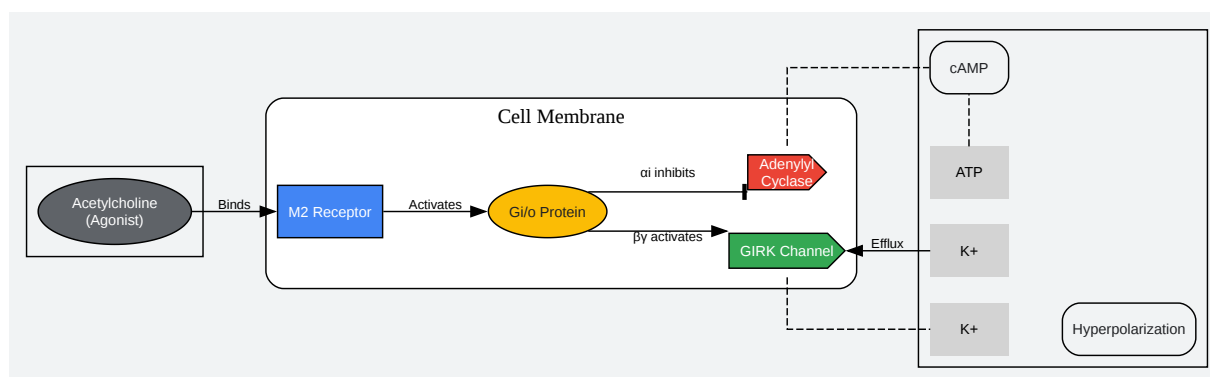 cAMP
Cell Membrane
Adenylyl
Cyclase
αi inhibits
ATP
Acetylcholine
(Agonist)
Binds
M2 Receptor
Activates
Gi/o Protein
βγ activates
GIRK Channel
Efflux
K+
K+
Hyperpolarization